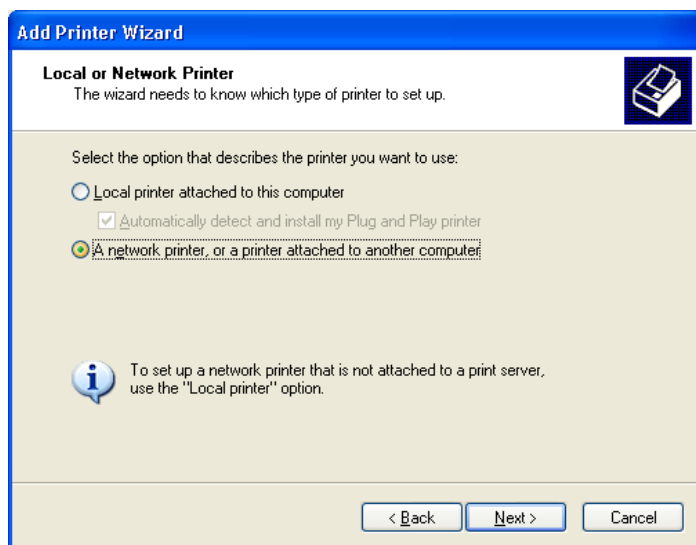 Add Printer Wizard
Local or Network Printer
The wizard needs to know which type of printer to set up.
Select the option that describes the printer you want to use:
Local printer attached to this computer
Automatically detect and install my Plug and Play printer
A network printer, or a printer attached to another computer
To set up a network printer that is not attached to a print server,
use the "Local printer" option.
< Back
Next >
Cancel